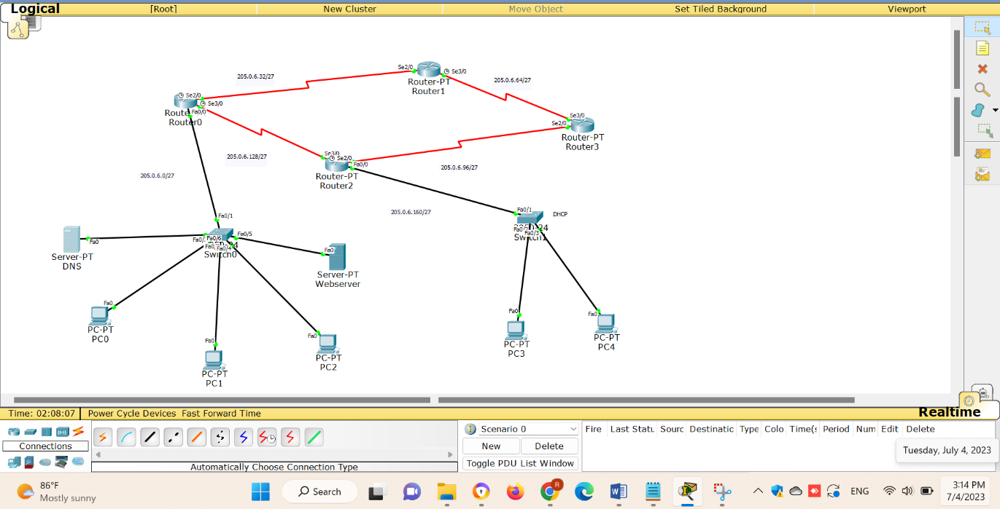 Logical
[Root]
New Cluster
Move Object
Set Tiled Background
Viewport
205.0.6.32/27
Se2/0
Se3/0
Router-PT
Router1
205.0.6.64/27
Se2/0
Se3/0
Fa0/0
Router0
Se3/0
Se2/0
Router-PT
Router3
205.0.6.128/27
Se3/0
Se2/0
Fa0/0
Router-PT
Router2
205.0.6.96/27
205.0.6.0/27
205.0.6.160/27
Fa0/1
DHCP
Fa0/3
Switch1
Fa0/1
Fa0/5
Fa0/6
Fa0/4
Switch0
Fa0
Server-PT
DNS
Fa0
Server-PT
Webserver
Fa0
PC-PT
PC0
Fa0
PC-PT
PC1
Fa0
PC-PT
PC2
Fa0
PC-PT
PC3
Fa0
PC-PT
PC4
Time: 02:08:07
Power Cycle Devices Fast Forward Time
Realtime
Connections
Automatically Choose Connection Type
Scenario 0
New
Delete
Toggle PDU List Window
Fire Last Statu Sourc Destinatic Type Colo Time(s Period Num Edit Delete
Tuesday, July 4, 2023
86°F
Mostly sunny
Search
R
ENG
3:14 PM
7/4/2023